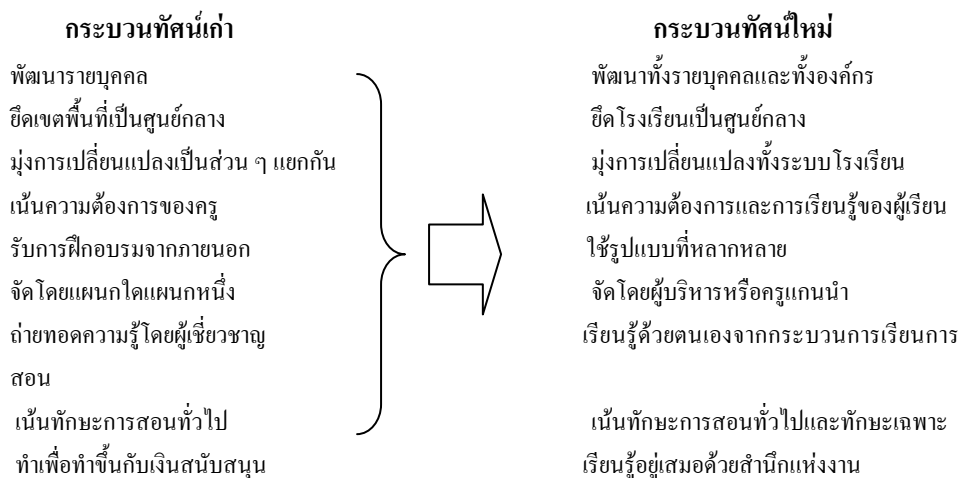 กระบวนทัศน์เก่า กระบวนทัศน์ใหม่
พัฒนารายบุคคล พัฒนาทั้งรายบุคคลและทั้งองค์กร
ยึดเขตพื้นที่เป็นศูนย์กลาง ยึดโรงเรียนเป็นศูนย์กลาง
มุ่งการเปลี่ยนแปลงเป็นส่วน ๆ แยกกัน มุ่งการเปลี่ยนแปลงทั้งระบบโรงเรียน
เน้นความต้องการของครู เน้นความต้องการและการเรียนรู้ของผู้เรียน
รับการฝึกอบรมจากภายนอก ใช้รูปแบบที่หลากหลาย
จัดโดยแผนกใดแผนกหนึ่ง จัดโดยผู้บริหารหรือครูแกนนำ
ถ่ายทอดความรู้โดยผู้เชี่ยวชาญ เรียนรู้ด้วยตนเองจากกระบวนการเรียนการ
สอน
เน้นทักษะการสอนทั่วไป เน้นทักษะการสอนทั่วไปและทักษะเฉพาะ
ทำเพื่อทำขึ้นกับเงินสนับสนุน เรียนรู้อยู่เสมอด้วยสำนึกแห่งงาน